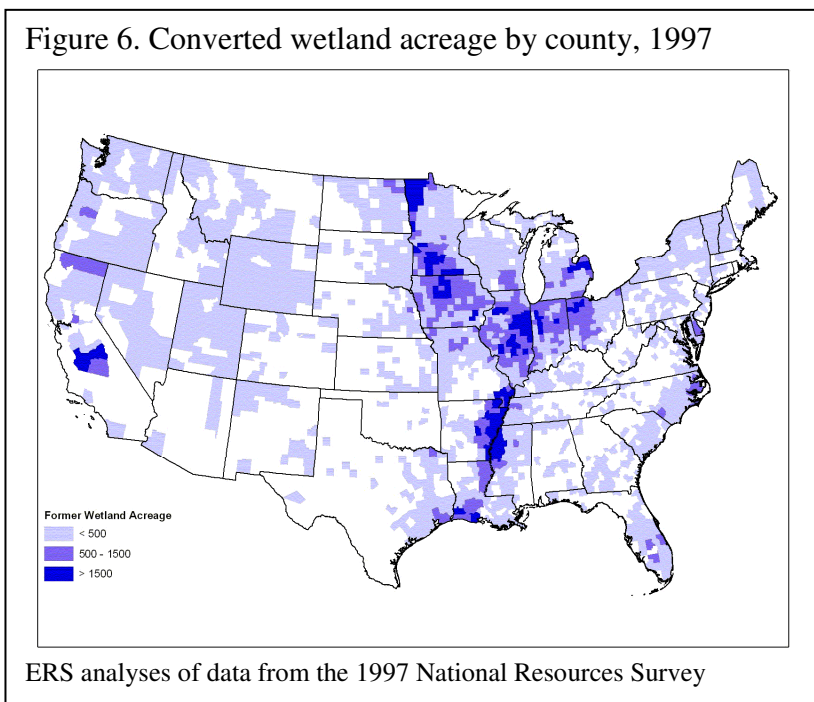 Figure 6. Converted wetland acreage by county, 1997
Former Wetland Acreage
< 500
500 - 1500
> 1500
ERS analyses of data from the 1997 National Resources Survey